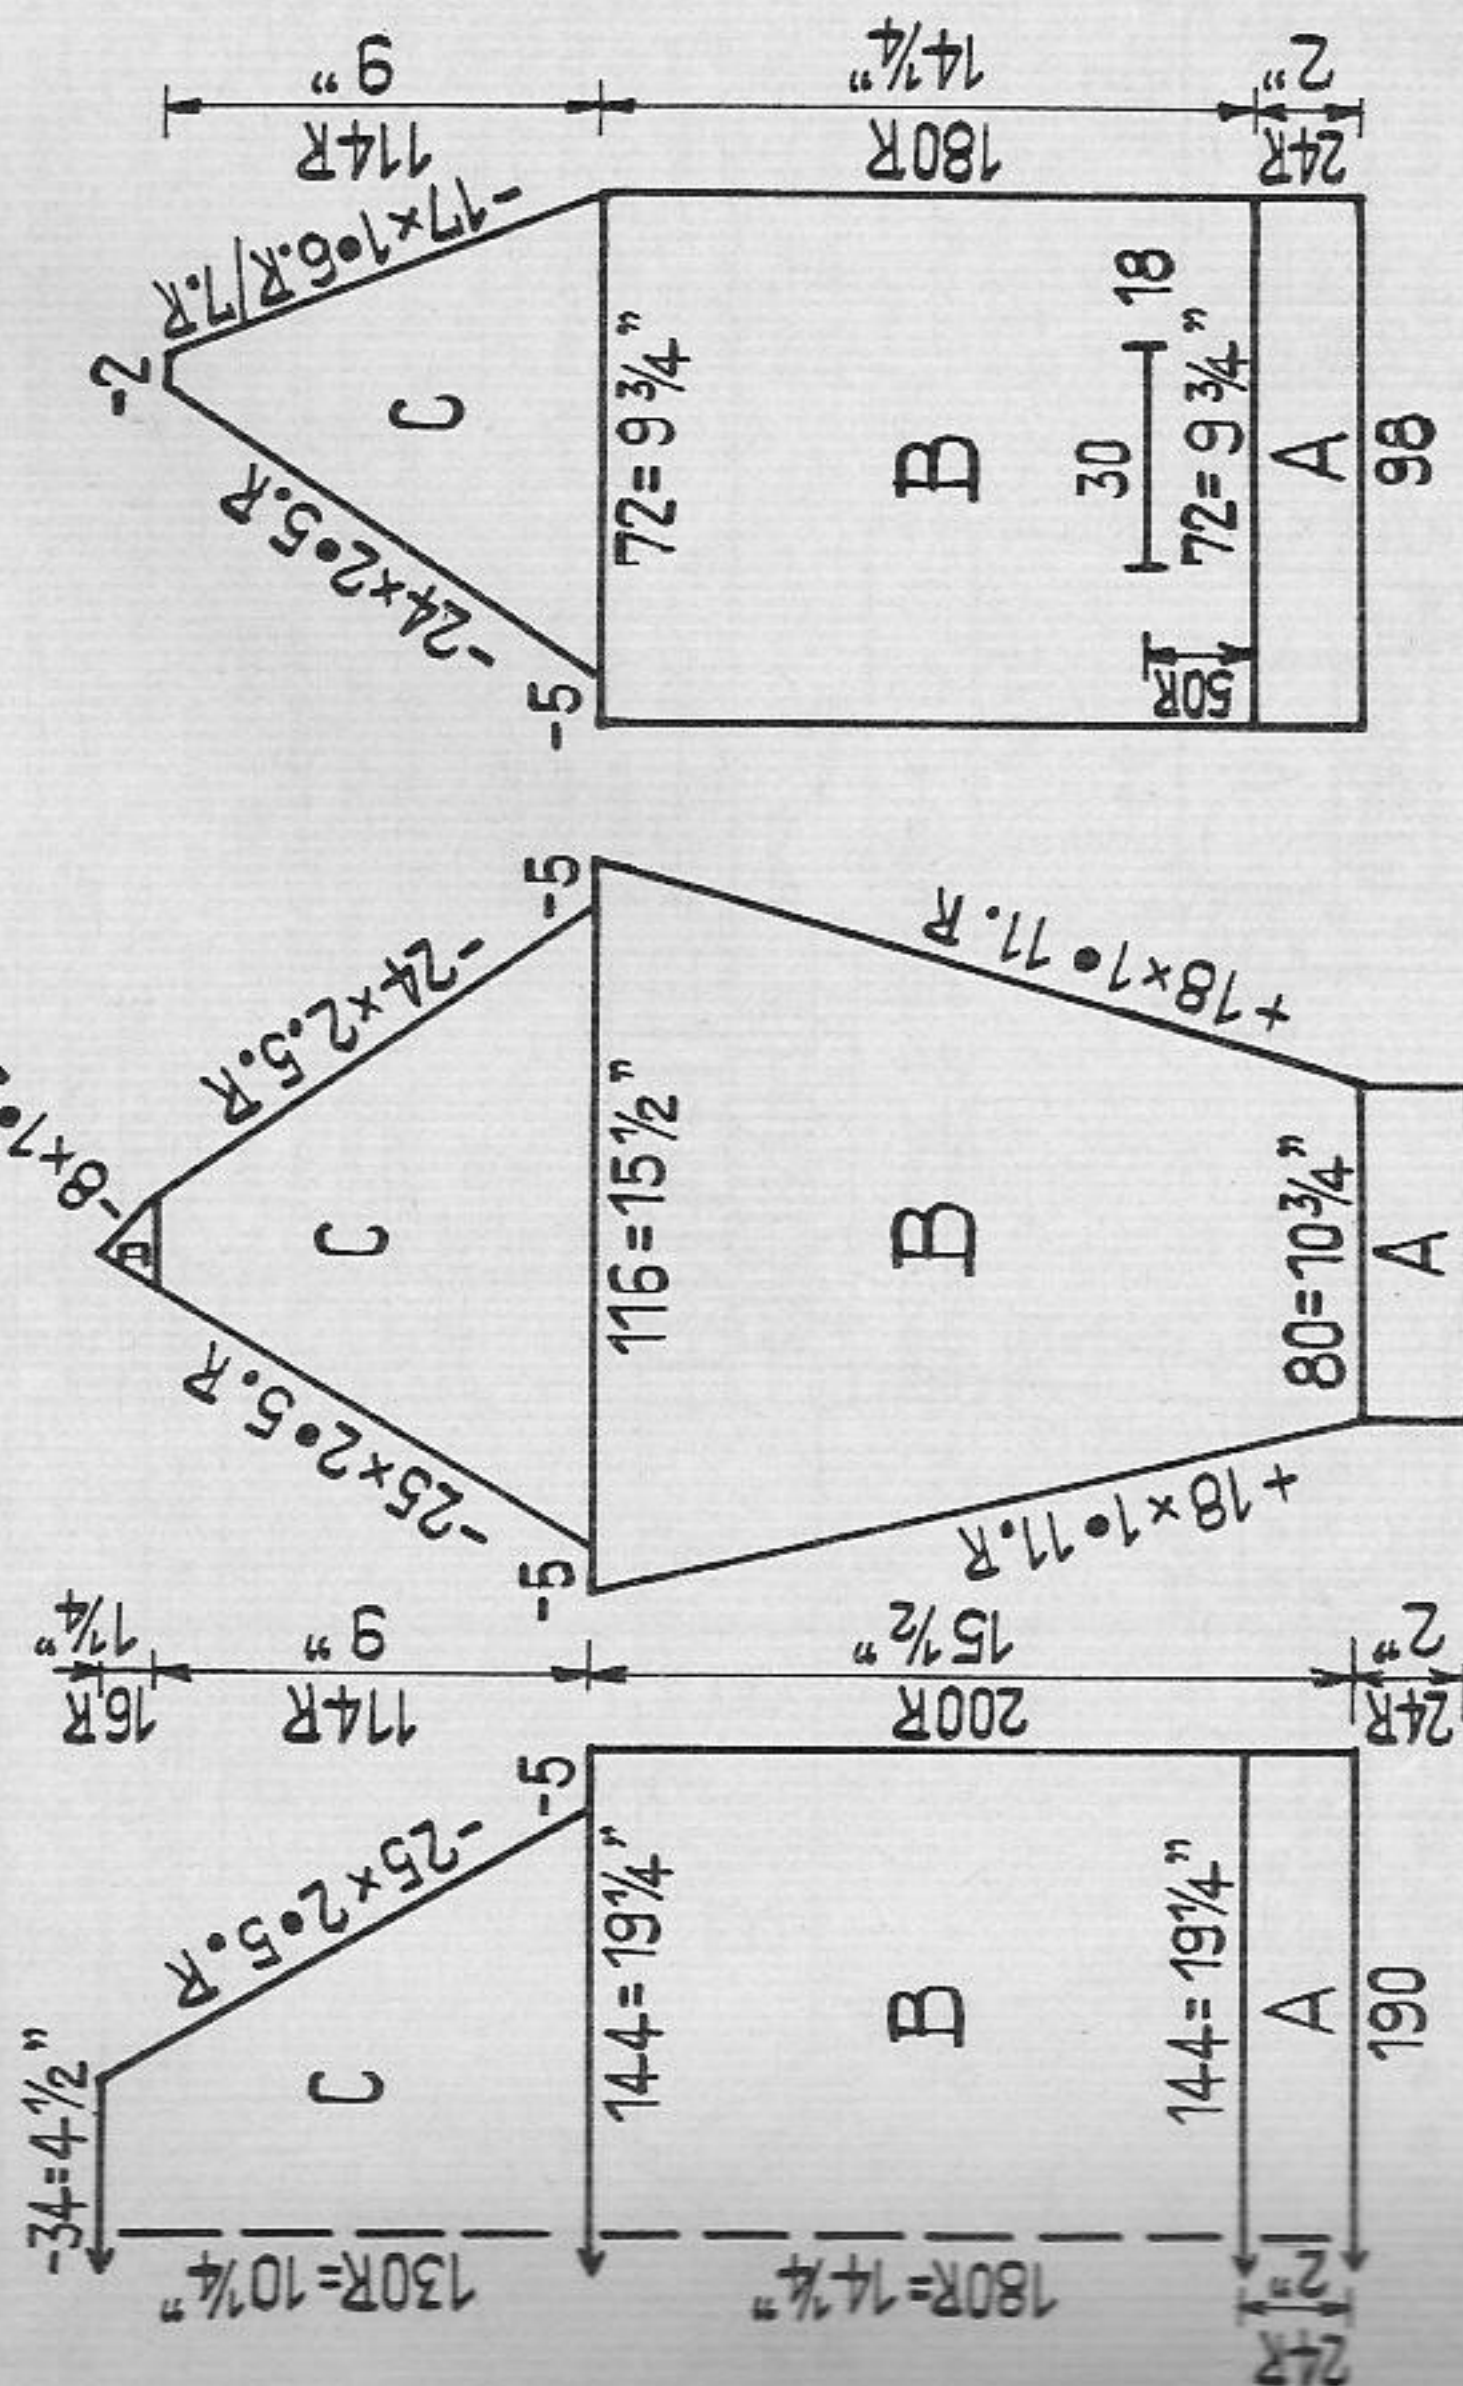 9”
114R
14¼”
180R
2”
24R
-2
-17×1•6.R/7.R
-24×2•5.R
-5
C
72=9¾”
B
30
18
50R
72=9¾”
A
98
-8×1•
D
-24×2.5.R
-25×2•5.R
-5
-5
C
116=15½”
B
+18×1•11.R
+18×1•11.R
80=10¾”
A
1¼”
16R
9”
114R
15½”
200R
2”
24R
-34=4½”
-25×2•5.R
-5
C
144=19¼”
B
144=19¼”
A
190
130R=10¼”
180R=14¼”
2”
24R